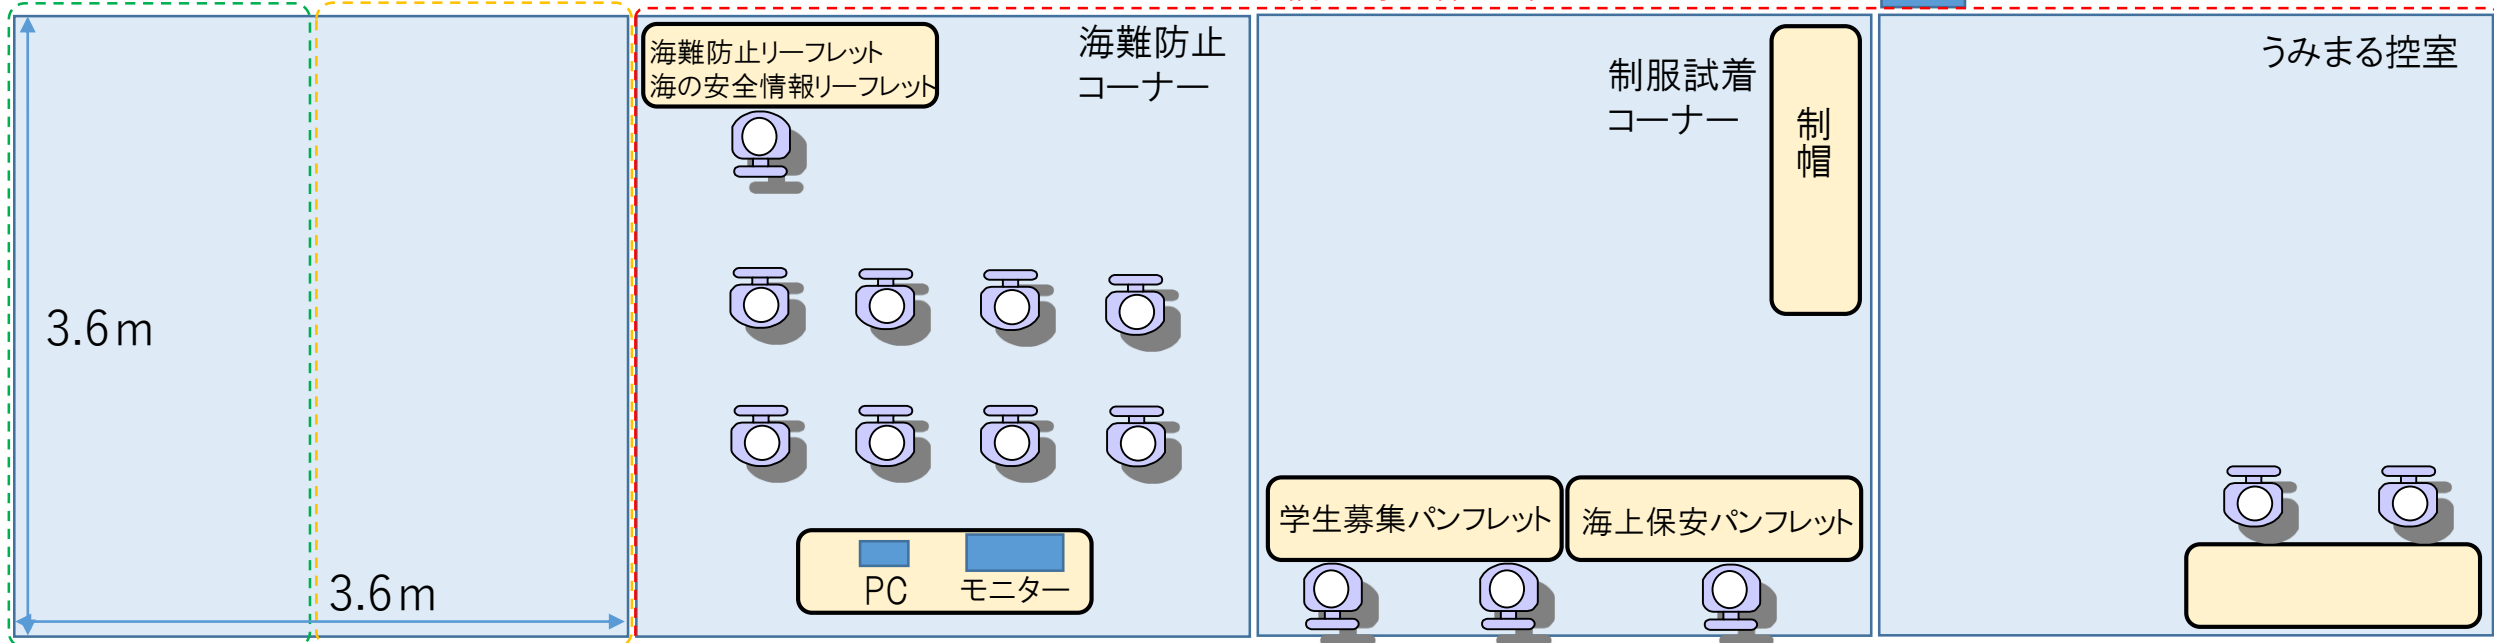 海難防止リーフレット
海の安全情報リーフレット
海難防止
コーナー
制服試着
コーナー
制
帽
うみまる控室
3.6ｍ
3.6ｍ
学生募集パンフレット
海上保安パンフレット
PC
モニター